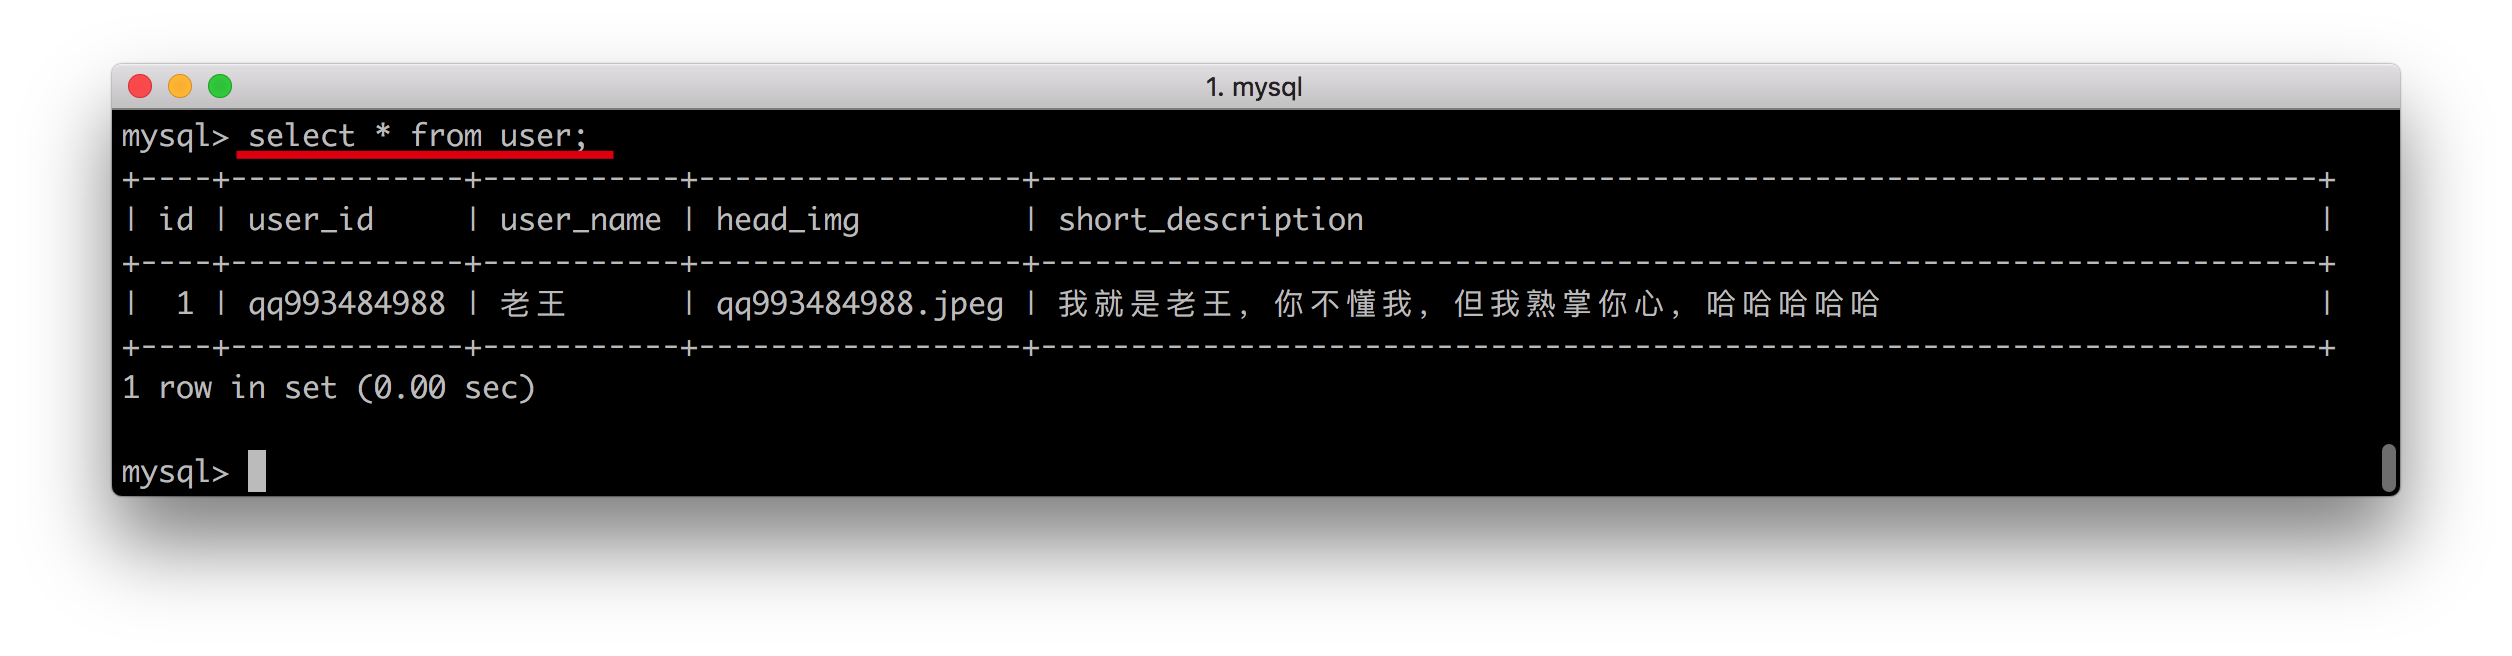 1. mysql
mysql> select * from user;
+----+-------------+-----------+------------------+-----------------------------------------------------------------------+
| id | user_id     | user_name | head_img         | short_description                                                     |
+----+-------------+-----------+------------------+-----------------------------------------------------------------------+
|  1 | qq993484988 | 老王      | qq993484988.jpeg | 我就是老王，你不懂我，但我熟掌你心，哈哈哈哈哈                        |
+----+-------------+-----------+------------------+-----------------------------------------------------------------------+
1 row in set (0.00 sec)
mysql>